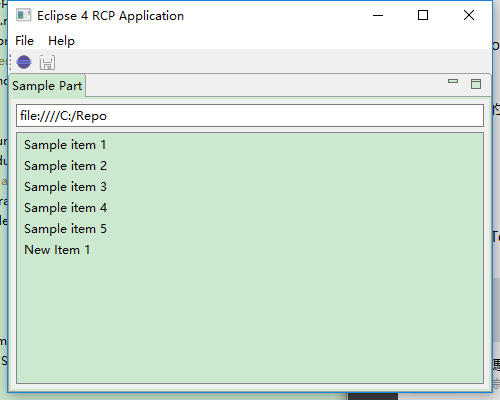 Eclipse 4 RCP Application
File Help
Sample Part
file:////C:/Repo
Sample item 1
Sample item 2
Sample item 3
Sample item 4
Sample item 5
New Item 1